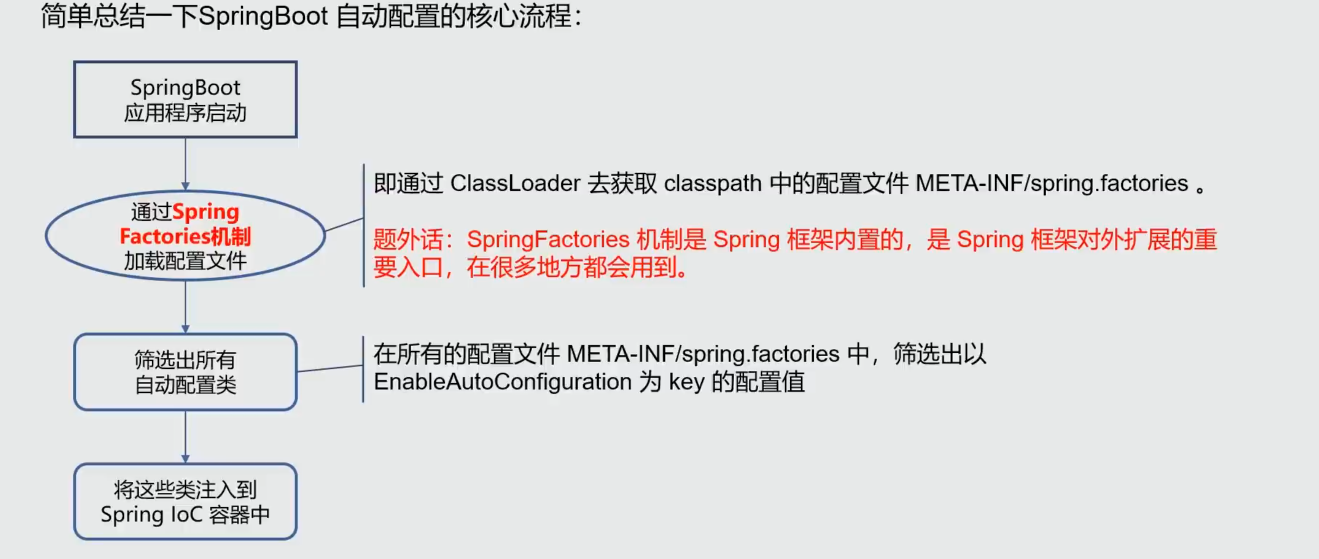 简单总结一下SpringBoot 自动配置的核心流程：
SpringBoot
应用程序启动
通过Spring
Factories机制
加载配置文件
即通过 ClassLoader 去获取 classpath 中的配置文件 META-INF/spring.factories 。
题外话：SpringFactories 机制是 Spring 框架内置的，是 Spring 框架对外扩展的重
要入口，在很多地方都会用到。
筛选出所有
自动配置类
在所有的配置文件 META-INF/spring.factories 中，筛选出以
EnableAutoConfiguration 为 key 的配置值
将这些类注入到
Spring IoC 容器中